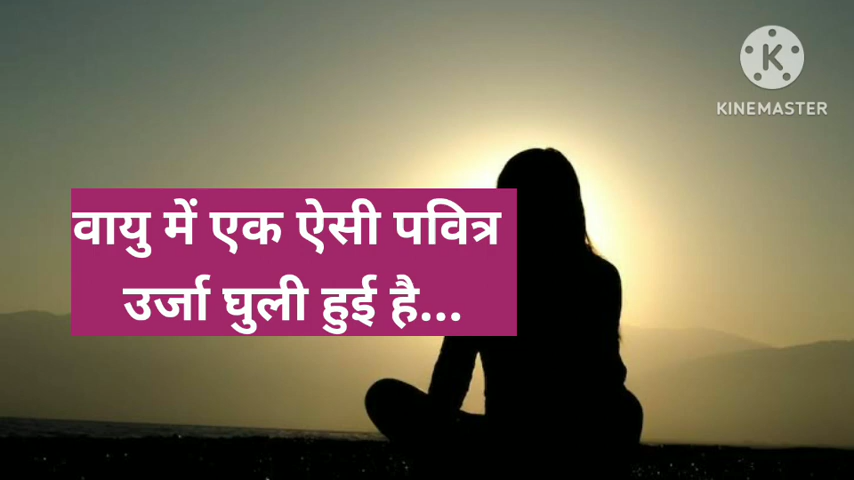 KINEMASTER
वायु में एक ऐसी पवित्र
उर्जा घुली हुई है...